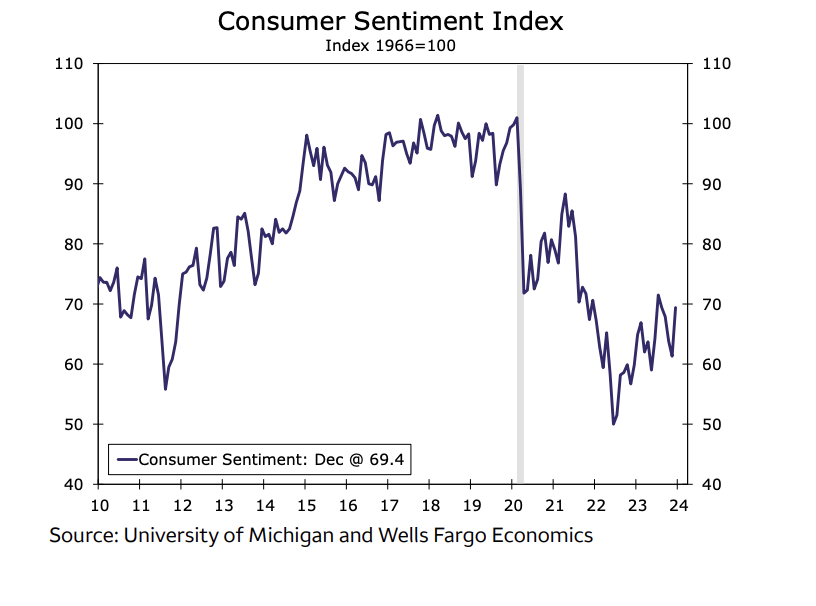 Consumer Sentiment Index
Index 1966=100
110 110
100 100
90 90
80 80
70 70
60 60
50 50
Consumer Sentiment: Dec @ 69.4
40 40
10 11 12 13 14 15 16 17 18 19 20 21 22 23 24
Source: University of Michigan and Wells Fargo Economics